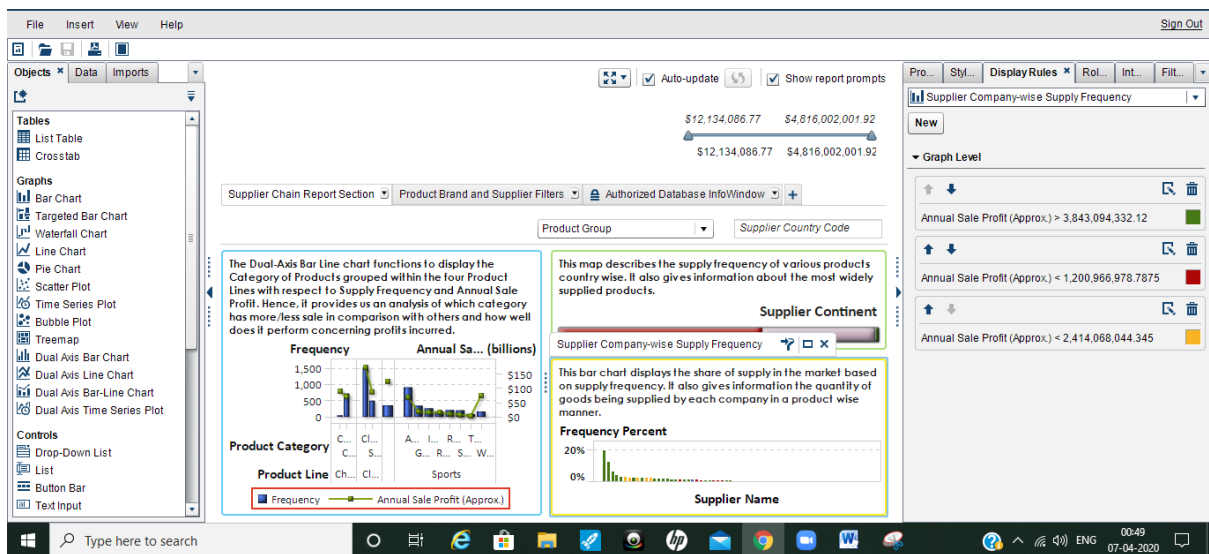 File Insert View Help Sign Out
Objects Data Imports
Tables
List Table
Crosstab
Graphs
Bar Chart
Targeted Bar Chart
Waterfall Chart
Line Chart
Pie Chart
Scatter Plot
Time Series Plot
Bubble Plot
Treemap
Dual Axis Bar Chart
Dual Axis Line Chart
Dual Axis Bar-Line Chart
Dual Axis Time Series Plot
Controls
Drop-Down List
List
Button Bar
Text Input
Auto-update Show report prompts
$12,134,086.77 $4,816,002,001.92
$12,134,086.77 $4,816,002,001.92
Supplier Chain Report Section Product Brand and Supplier Filters Authorized Database InfoWindow +
Product Group Supplier Country Code
The Dual-Axis Bar Line chart functions to display the
Category of Products grouped within the four Product
Lines with respect to Supply Frequency and Annual Sale
Profit. Hence, it provides us an analysis of which category
has more/less sale in comparison with others and how well
does it perform concerning profits incurred.
Frequency Annual Sa... (billions)
1,500
1,000
500
0
$150
$100
$50
$0
Product Category
C... Cl... A... I... R... T...
C... S... G... R... S... W...
Product Line Ch... Cl... Sports
Frequency Annual Sale Profit (Approx.)
This map describes the supply frequency of various products
country wise. It also gives information about the most widely
supplied products.
Supplier Continent
Supplier Company-wise Supply Frequency
This bar chart displays the share of supply in the market based
on supply frequency. It also gives information the quantity of
goods being supplied by each company in a product wise
manner.
Frequency Percent
20%
0%
Supplier Name
Pro... Styl... Display Rules Rol... Int... Filt...
Supplier Company-wise Supply Frequency
New
Graph Level
Annual Sale Profit (Approx.) > 3,843,094,332.12
Annual Sale Profit (Approx.) < 1,200,966,978.7875
Annual Sale Profit (Approx.) < 2,414,068,044.345
Type here to search
hp
W
ENG
00:49
07-04-2020